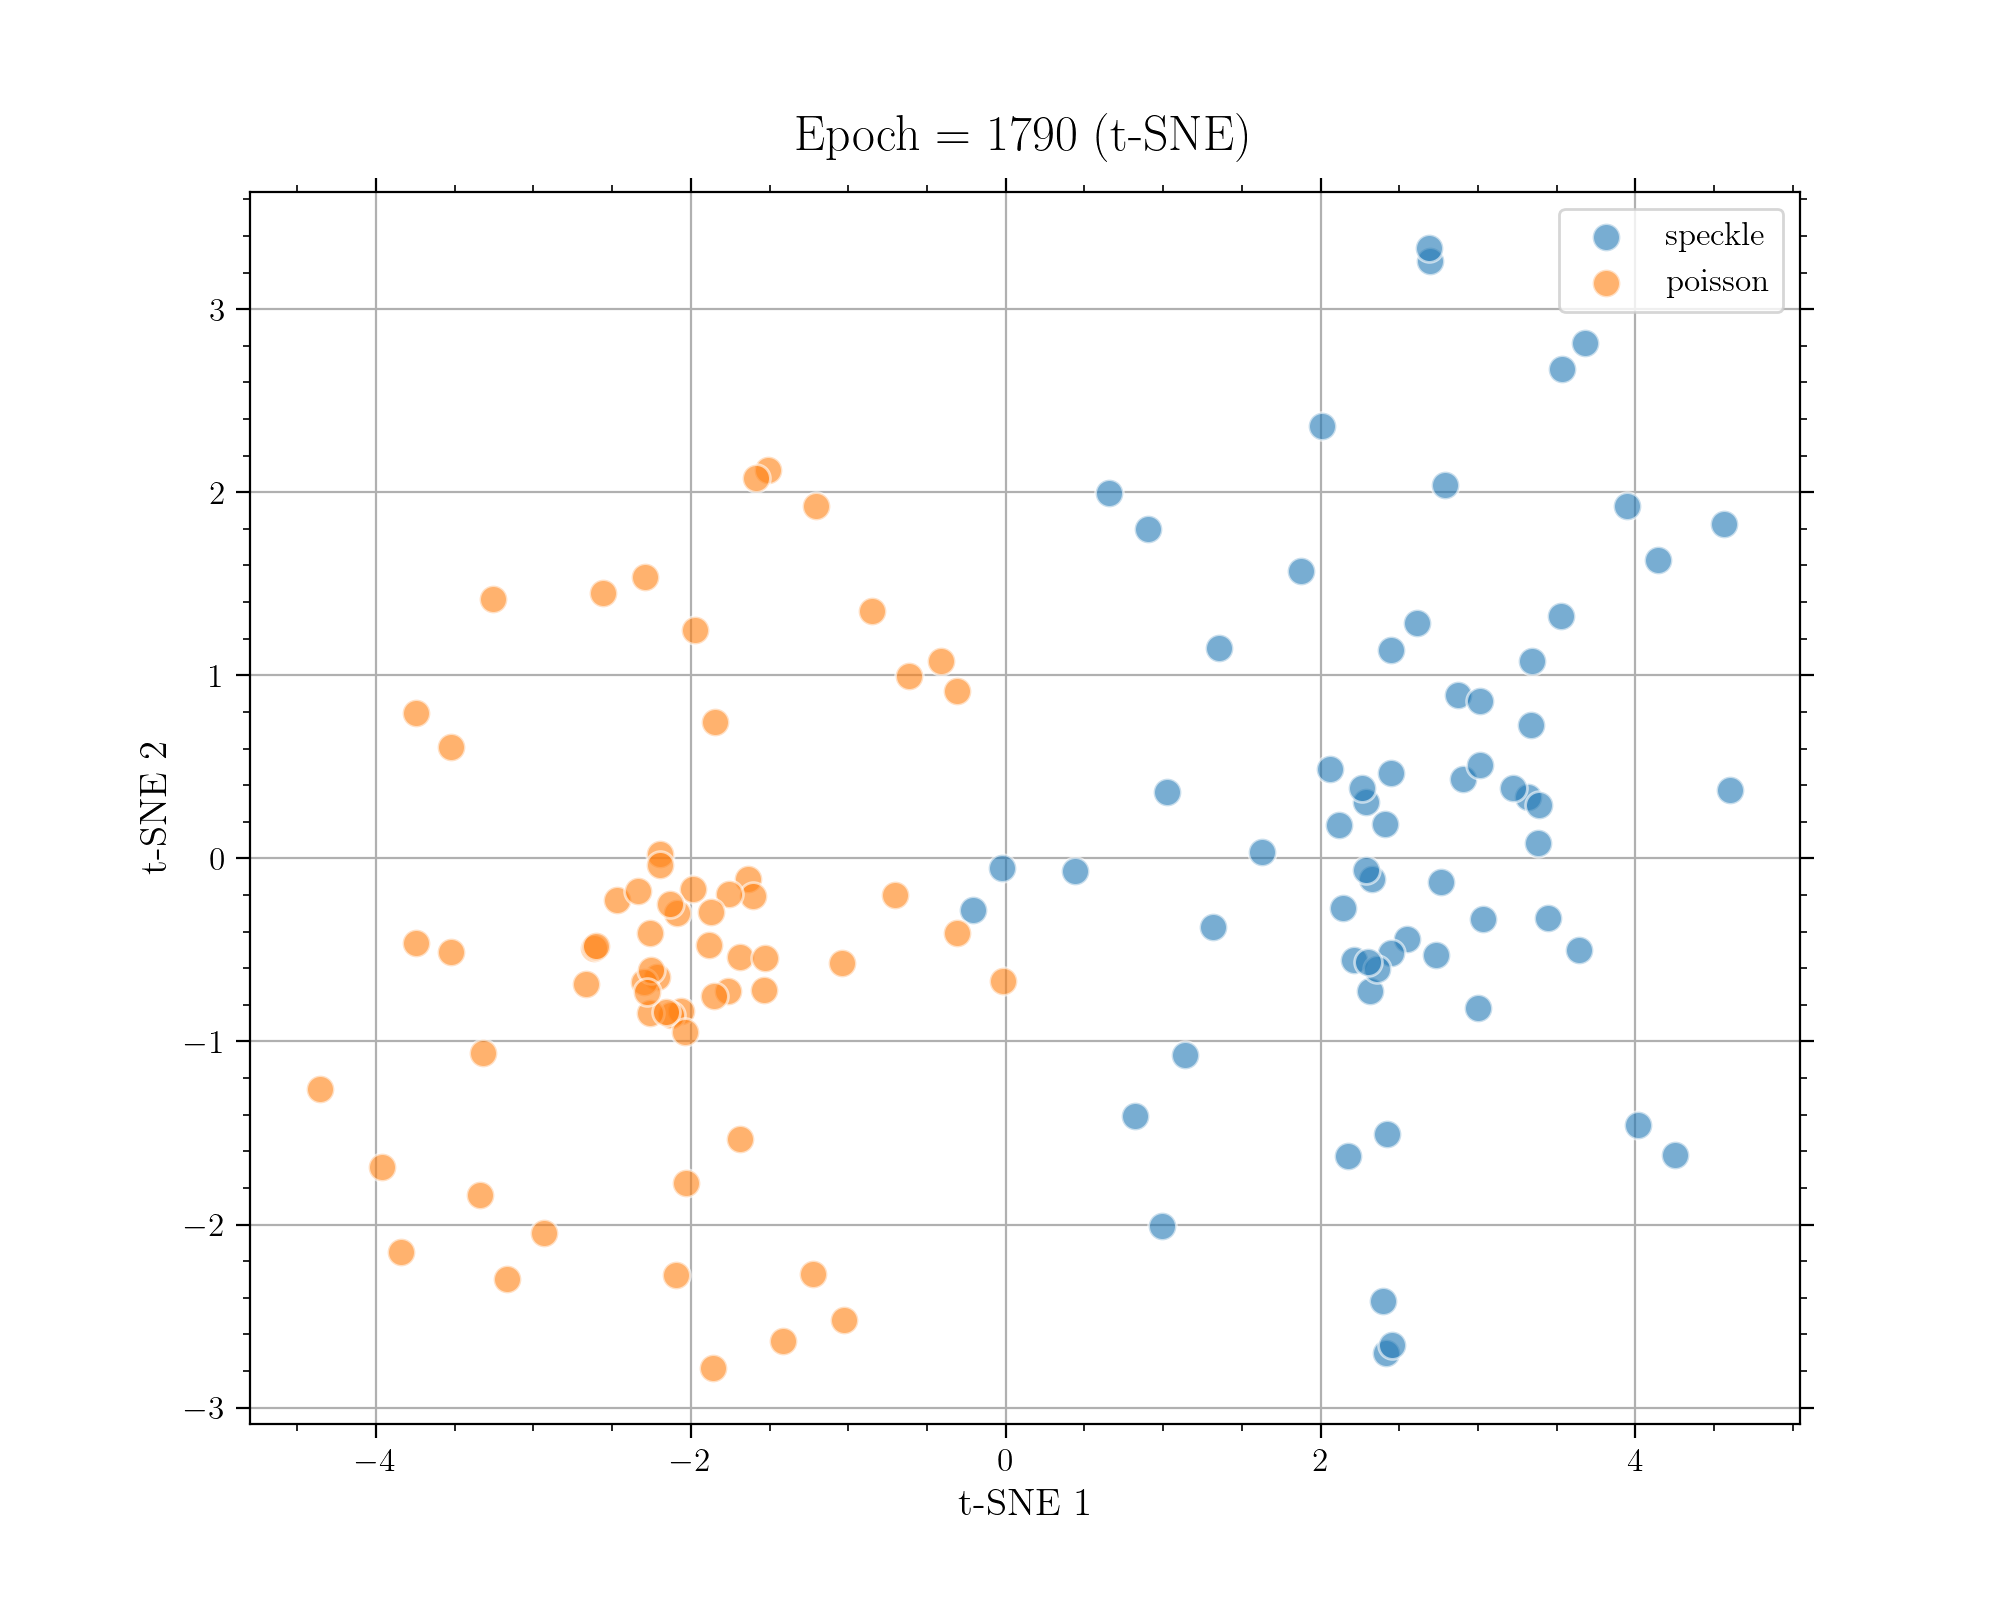 Epoch = 1790 (t-SNE)
speckle
poisson
3
2
1
0
−1
−2
−3
t-SNE 2
−4
−2
0
2
4
t-SNE 1